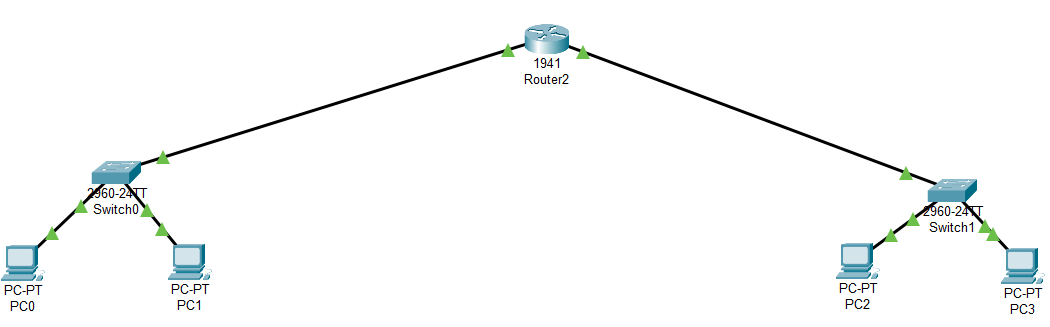 1941
Router2
2960-24TT
Switch0
2960-24TT
Switch1
PC-PT
PC0
PC-PT
PC1
PC-PT
PC2
PC-PT
PC3